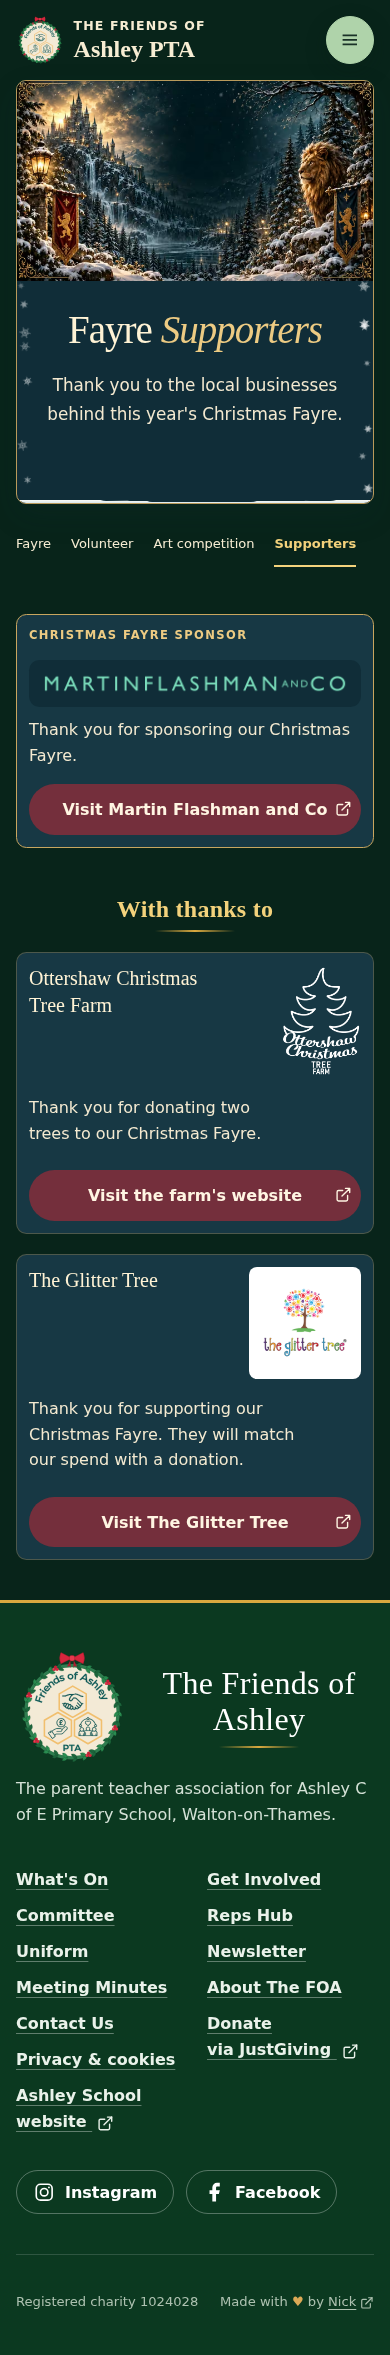 THE FRIENDS OF
Ashley PTA
Fayre Supporters
Thank you to the local businesses
behind this year's Christmas Fayre.
Fayre
Volunteer
Art competition
Supporters
CHRISTMAS FAYRE SPONSOR
MARTINFLASHMANANDCO
Thank you for sponsoring our Christmas
Fayre.
Visit Martin Flashman and Co
With thanks to
Ottershaw Christmas
Tree Farm
Ottershaw
Christmas
TREE
FARM
Thank you for donating two
trees to our Christmas Fayre.
Visit the farm's website
The Glitter Tree
the glitter tree
Thank you for supporting our
Christmas Fayre. They will match
our spend with a donation.
Visit The Glitter Tree
Friends of Ashley
PTA
The Friends of
Ashley
The parent teacher association for Ashley C
of E Primary School, Walton-on-Thames.
What's On
Committee
Uniform
Meeting Minutes
Contact Us
Privacy & cookies
Ashley School
website
Get Involved
Reps Hub
Newsletter
About The FOA
Donate
via JustGiving
Instagram
Facebook
Registered charity 1024028
Made with ♥ by Nick